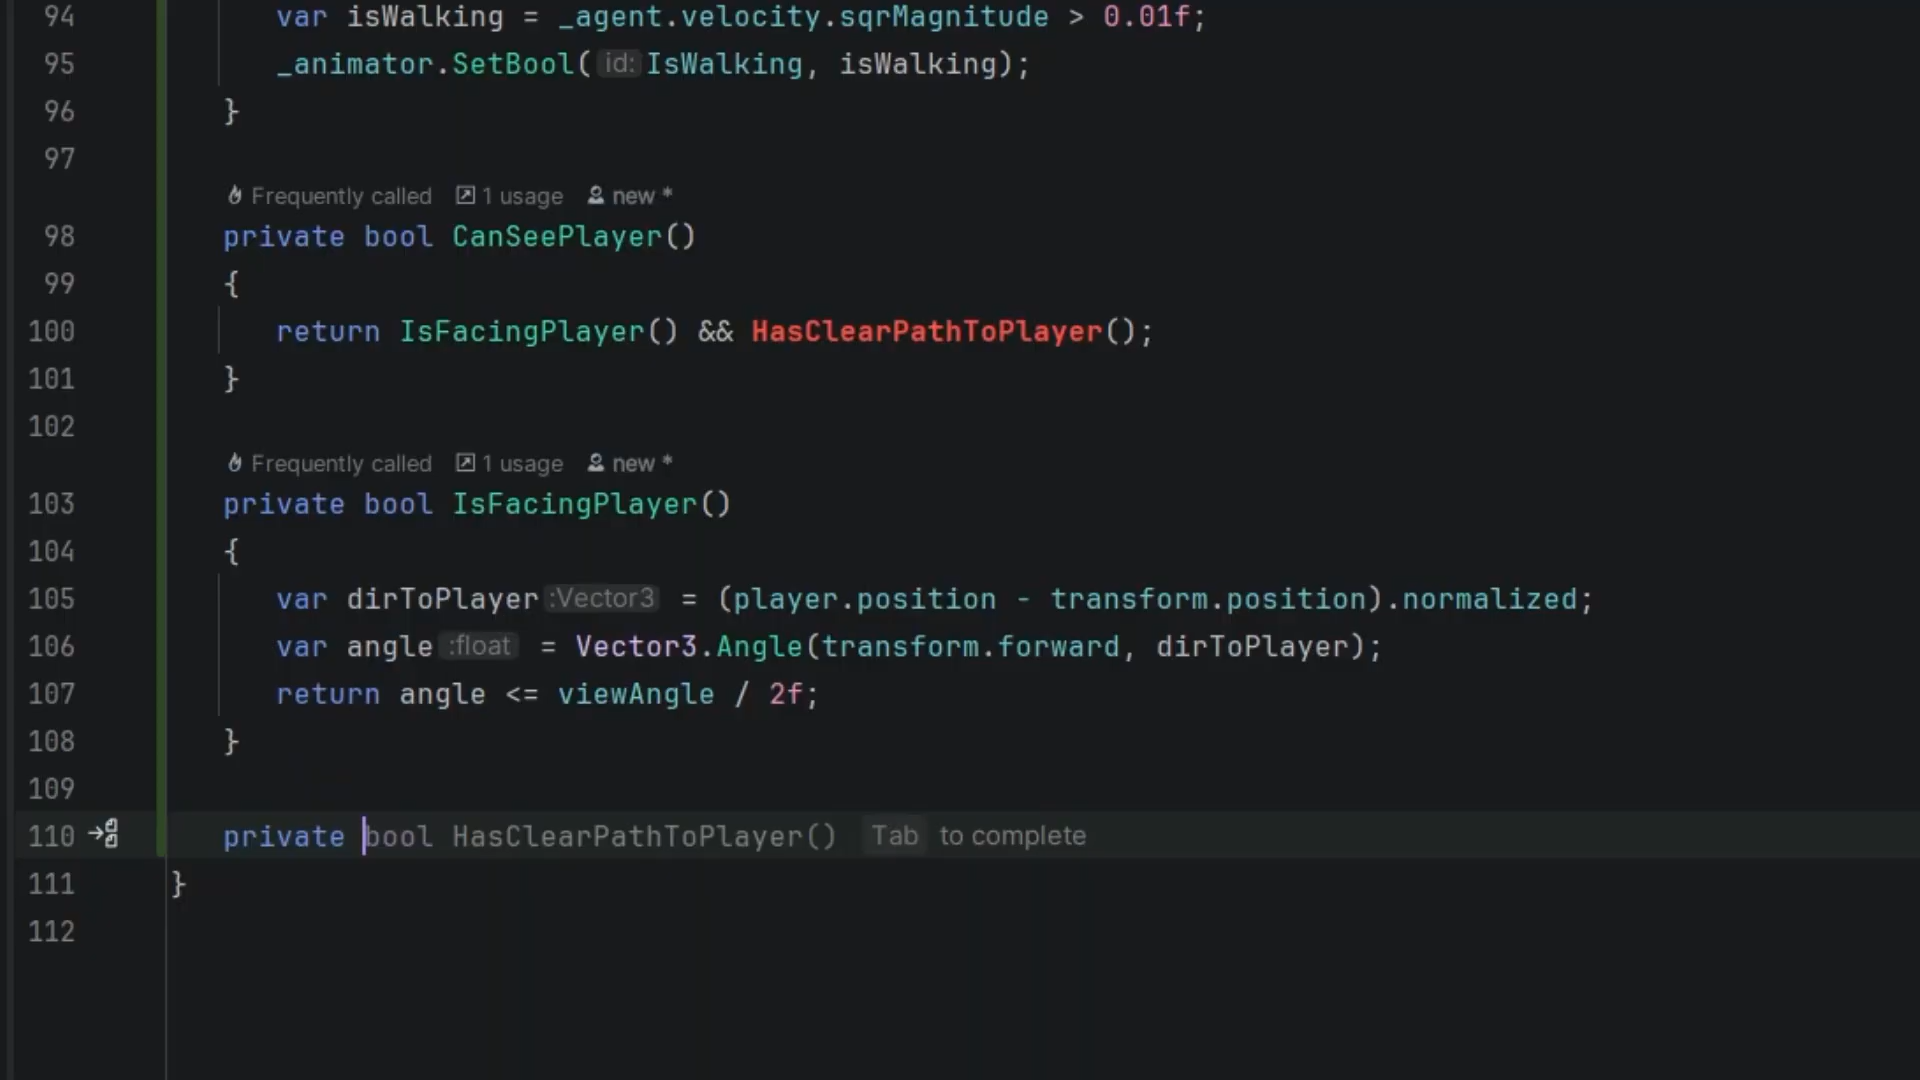 94 var isWalking = _agent.velocity.sqrMagnitude > 0.01f;
95 _animator.SetBool( id: IsWalking, isWalking);
96 }
97
Frequently called 1 usage new *
98 private bool CanSeePlayer()
99 {
100 return IsFacingPlayer() && HasClearPathToPlayer();
101 }
102
Frequently called 1 usage new *
103 private bool IsFacingPlayer()
104 {
105 var dirToPlayer :Vector3 = (player.position - transform.position).normalized;
106 var angle :float = Vector3.Angle(transform.forward, dirToPlayer);
107 return angle <= viewAngle / 2f;
108 }
109
110 private bool HasClearPathToPlayer() Tab to complete
111 }
112